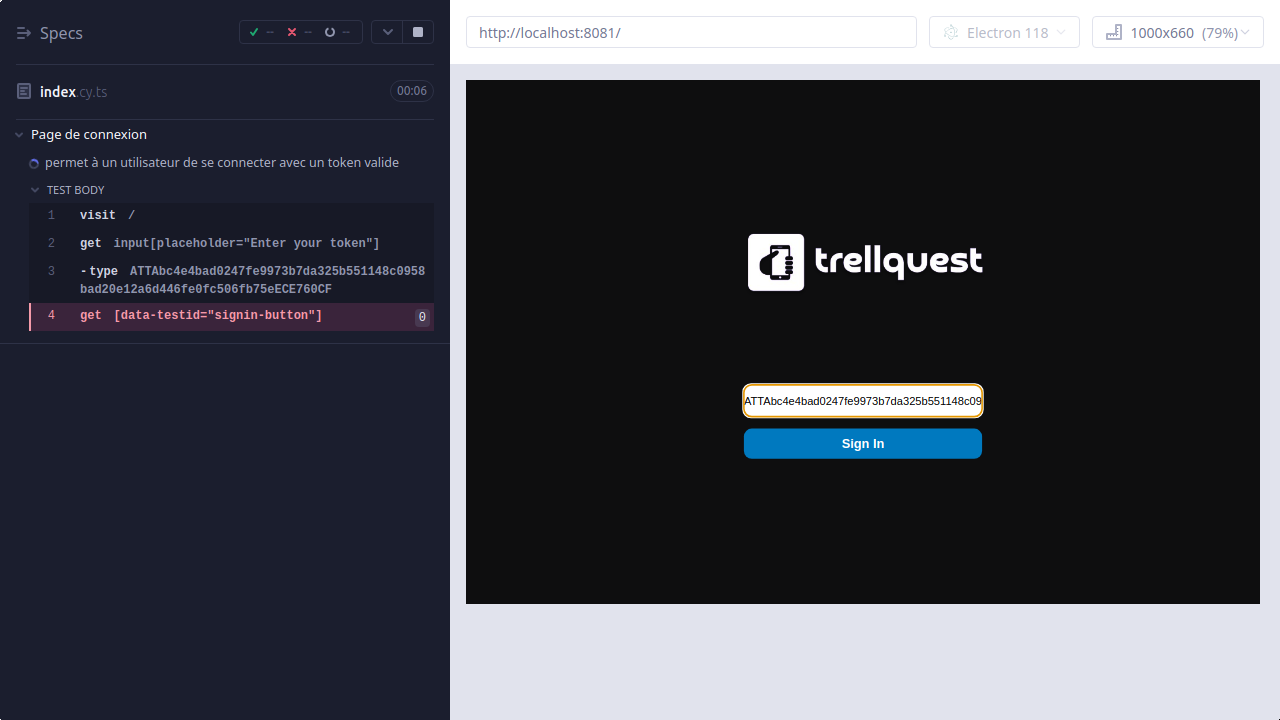 Specs
-- -- --
http://localhost:8081/
Electron 118
1000x660 (79%)
index.cy.ts
00:06
Page de connexion
permet à un utilisateur de se connecter avec un token valide
TEST BODY
1 visit /
2 get input[placeholder="Enter your token"]
3 -type ATTAbc4e4bad0247fe9973b7da325b551148c0958
bad20e12a6d446fe0fc506fb75eECE760CF
4 get [data-testid="signin-button"] 0
trellquest
ATTAbc4e4bad0247fe9973b7da325b551148c09
Sign In